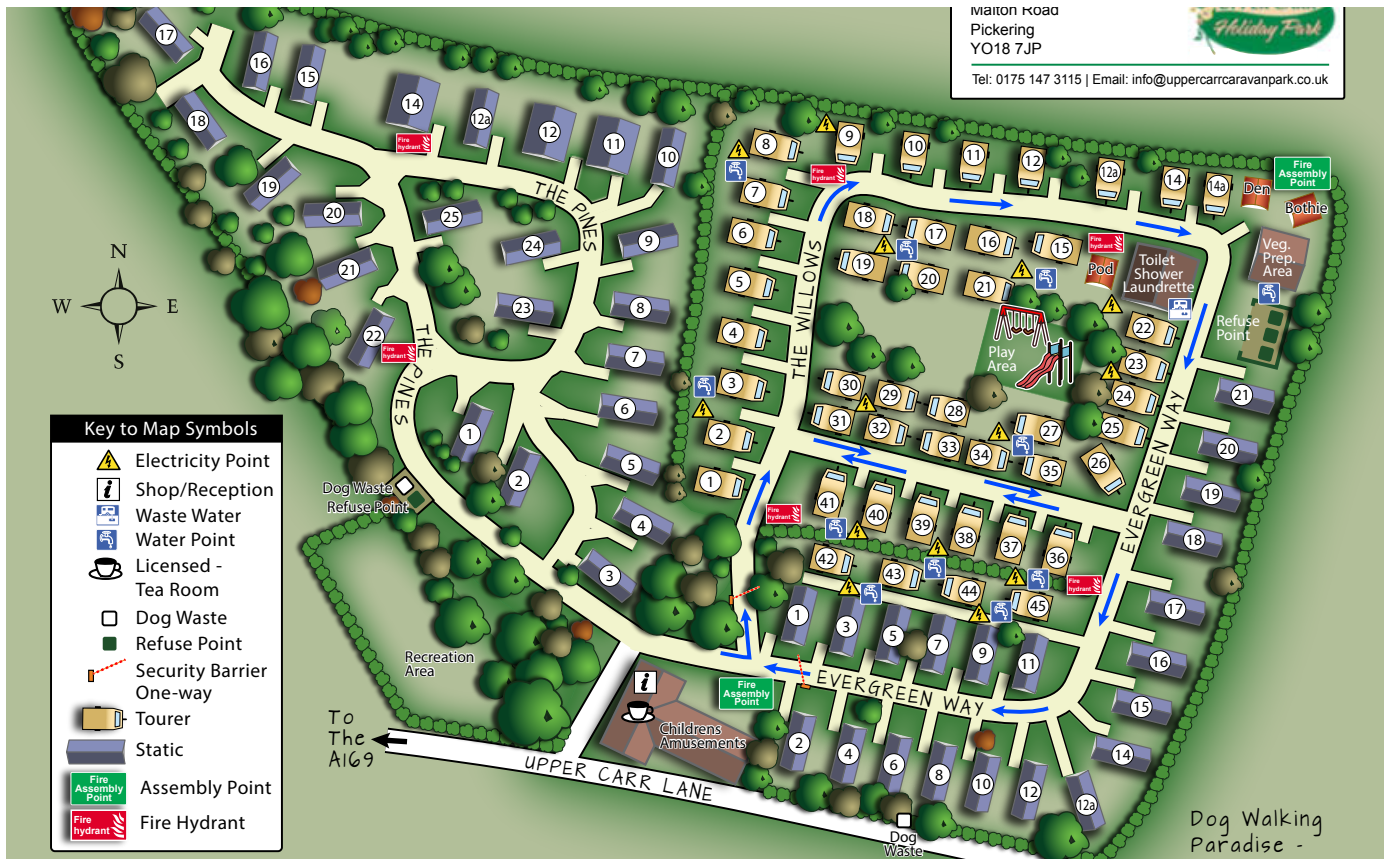 Malton Road
Pickering
YO18 7JP
Holiday Park
Tel: 0175 147 3115 | Email: info@uppercarrcaravanpark.co.uk
17
16
15
14
12a
12
11
10
18
19
20
21
22
25
24
23
9
8
7
6
5
4
3
2
1
Fire
hydrant
THE PINES
THE PINES
Fire
hydrant
Dog Waste
Refuse Point
Recreation
Area
N
W
E
S
8
9
10
11
12
12a
14
14a
7
6
5
4
3
2
1
Fire
hydrant
THE WILLOWS
18
17
16
15
19
20
21
Fire
hydrant
Pod
Toilet
Shower
Laundrette
Den
Bothie
Fire
Assembly
Point
Veg.
Prep.
Area
Refuse
Point
Play
Area
22
23
24
25
26
27
28
29
30
31
32
33
34
35
EVERGREEN WAY
21
20
19
18
17
16
15
14
Fire
hydrant
41
40
39
38
37
36
42
43
44
45
Fire
hydrant
1
3
5
7
9
11
EVERGREEN WAY
2
4
6
8
10
12
12a
Fire
Assembly
Point
i
Childrens
Amusements
UPPER CARR LANE
To
The
A169
Dog
Waste
Dog Walking
Paradise -
Key to Map Symbols
Electricity Point
i
Shop/Reception
Waste Water
Water Point
Licensed -
Tea Room
Dog Waste
Refuse Point
Security Barrier
One-way
Tourer
Static
Fire
Assembly
Point
Assembly Point
Fire
hydrant
Fire Hydrant